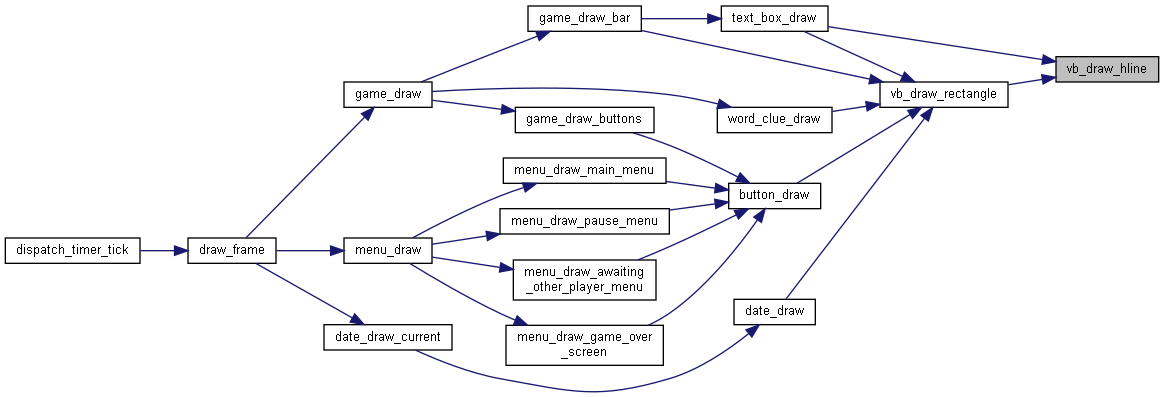 game_draw_bar
text_box_draw
vb_draw_hline
game_draw
vb_draw_rectangle
game_draw_buttons
word_clue_draw
menu_draw_main_menu
button_draw
menu_draw_pause_menu
dispatch_timer_tick
draw_frame
menu_draw
menu_draw_awaiting
_other_player_menu
date_draw
date_draw_current
menu_draw_game_over
_screen